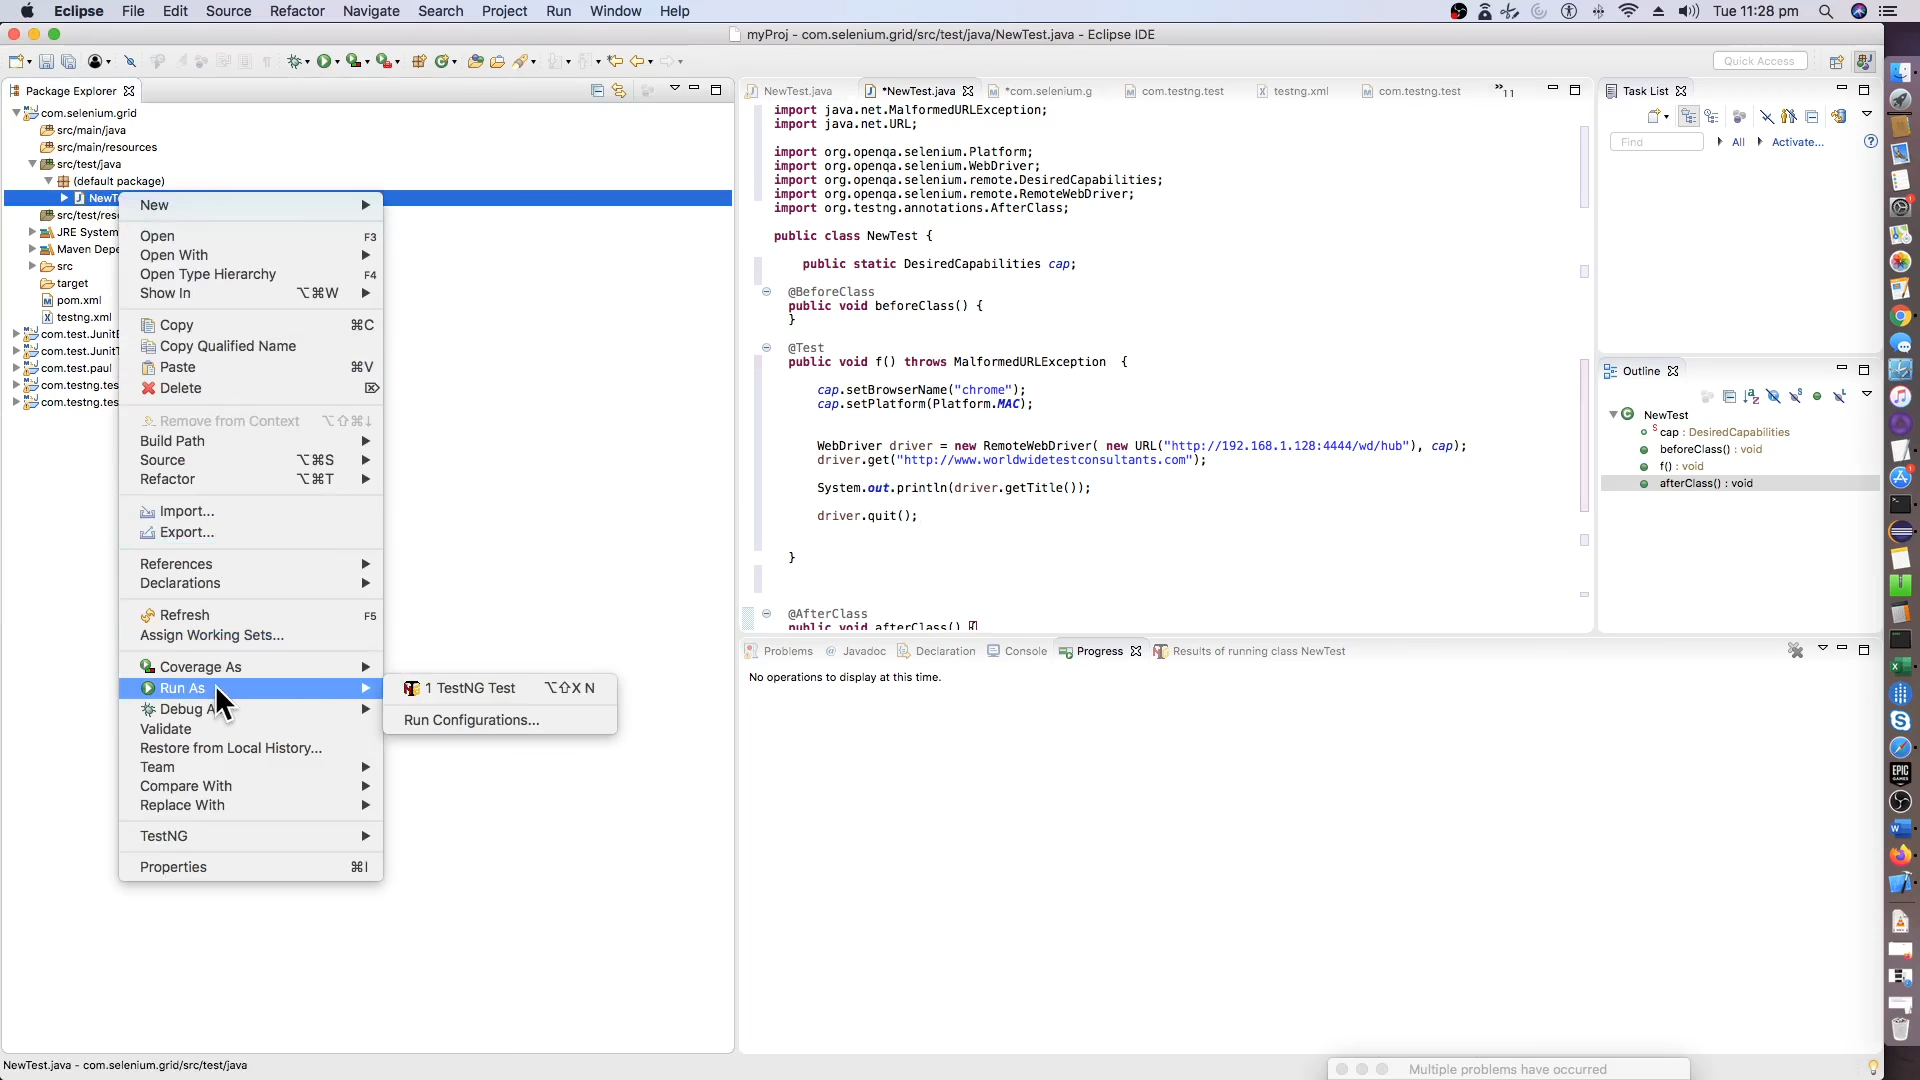 Eclipse File Edit Source Refactor Navigate Search Project Run Window Help
Tue 11:28 pm
myProj - com.selenium.grid/src/test/java/NewTest.java - Eclipse IDE
Quick Access
Package Explorer
com.selenium.grid
src/main/java
src/main/resources
src/test/java
(default package)
NewT
src/test/res
JRE System
Maven Depe
src
target
pom.xml
testng.xml
com.test.JunitE
com.test.JunitT
com.test.paul
com.testng.tes
com.testng.tes
New
Open F3
Open With
Open Type Hierarchy F4
Show In ⌥⌘W
Copy ⌘C
Copy Qualified Name
Paste ⌘V
Delete ⌦
Remove from Context ⌥⇧⌘↓
Build Path
Source ⌥⌘S
Refactor ⌥⌘T
Import...
Export...
References
Declarations
Refresh F5
Assign Working Sets...
Coverage As
Run As
Debug A
Validate
Restore from Local History...
Team
Compare With
Replace With
TestNG
Properties ⌘I
1 TestNG Test ⌥⇧X N
Run Configurations...
NewTest.java *NewTest.java *com.selenium.g com.testng.test testng.xml com.testng.test »11
import java.net.MalformedURLException;
import java.net.URL;
import org.openqa.selenium.Platform;
import org.openqa.selenium.WebDriver;
import org.openqa.selenium.remote.DesiredCapabilities;
import org.openqa.selenium.remote.RemoteWebDriver;
import org.testng.annotations.AfterClass;
public class NewTest {
public static DesiredCapabilities cap;
@BeforeClass
public void beforeClass() {
}
@Test
public void f() throws MalformedURLException {
cap.setBrowserName("chrome");
cap.setPlatform(Platform.MAC);
WebDriver driver = new RemoteWebDriver( new URL("http://192.168.1.128:4444/wd/hub"), cap);
driver.get("http://www.worldwidetestconsultants.com");
System.out.println(driver.getTitle());
driver.quit();
}
@AfterClass
public void afterClass() {
Problems Javadoc Declaration Console Progress Results of running class NewTest
No operations to display at this time.
Task List
Find All Activate...
Outline
NewTest
cap : DesiredCapabilities
beforeClass() : void
f() : void
afterClass() : void
EPIC GAMES
NewTest.java - com.selenium.grid/src/test/java
Multiple problems have occurred